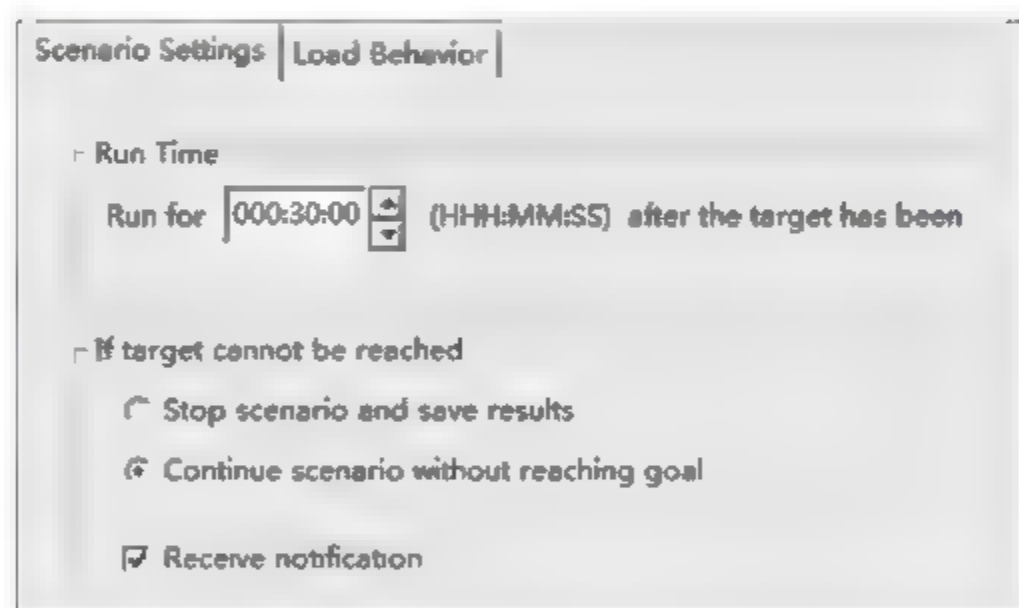 Scenario Settings Load Behavior
Run Time
Run for 000:30:00 (HHH:MM:SS) after the target has been
If target cannot be reached
Stop scenario and save results
Continue scenario without reaching goal
Receive notification